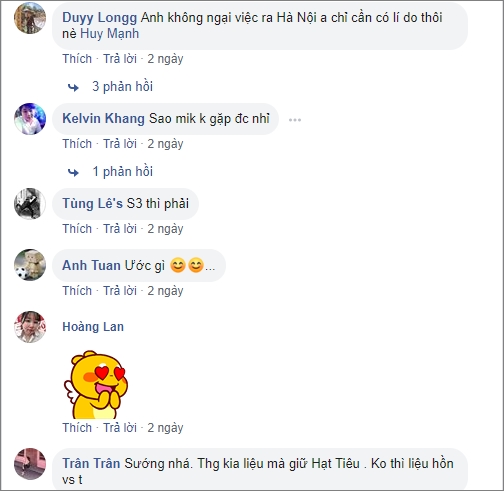 Duyy Longg Anh không ngại việc ra Hà Nội a chỉ cần có lí do thôi
nè Huy Mạnh
Thích · Trả lời · 2 ngày
3 phản hồi
Kelvin Khang Sao mik k gặp đc nhỉ
Thích · Trả lời · 2 ngày
1 phản hồi
Tùng Lê's S3 thì phải
Thích · Trả lời · 2 ngày
Anh Tuan Ước gì 😊😊...
Thích · Trả lời · 2 ngày
Hoàng Lan
Thích · Trả lời · 2 ngày
Trân Trân Sướng nhá. Thg kia liệu mà giữ Hạt Tiêu . Ko thì liệu hồn
vs t